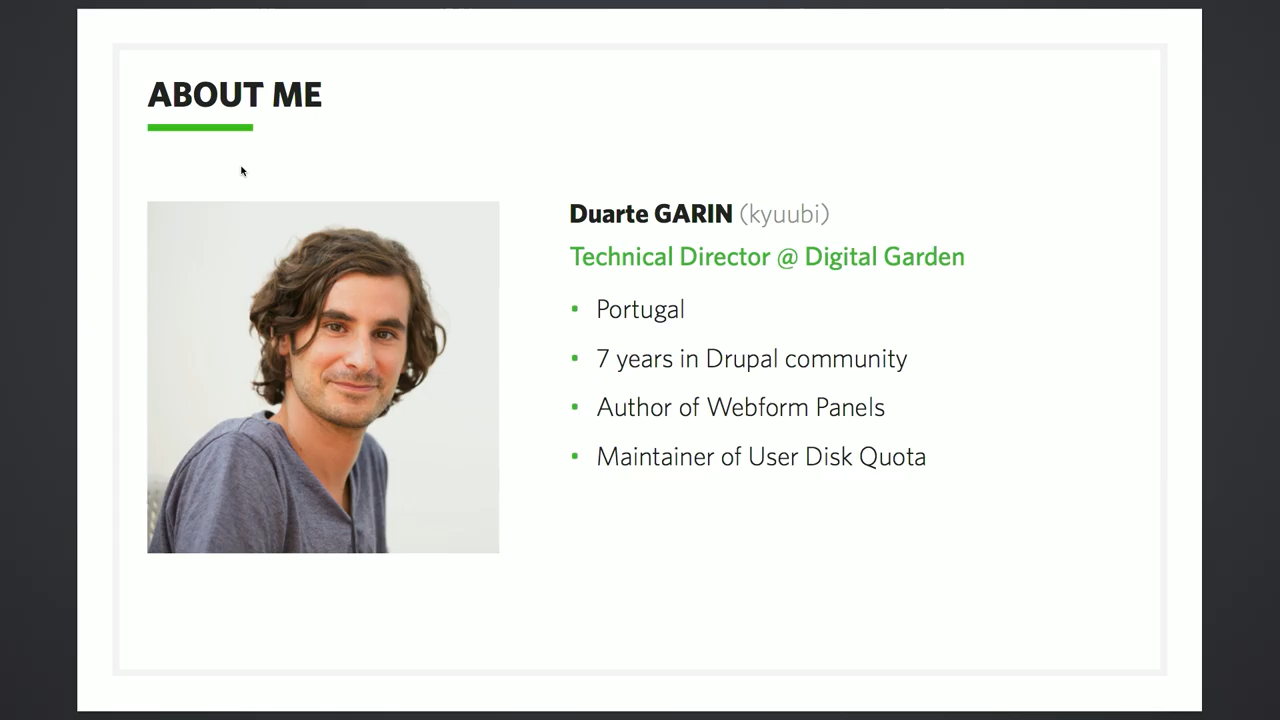 ABOUT ME
Duarte GARIN (kyuubi)
Technical Director @ Digital Garden
• Portugal
• 7 years in Drupal community
• Author of Webform Panels
• Maintainer of User Disk Quota